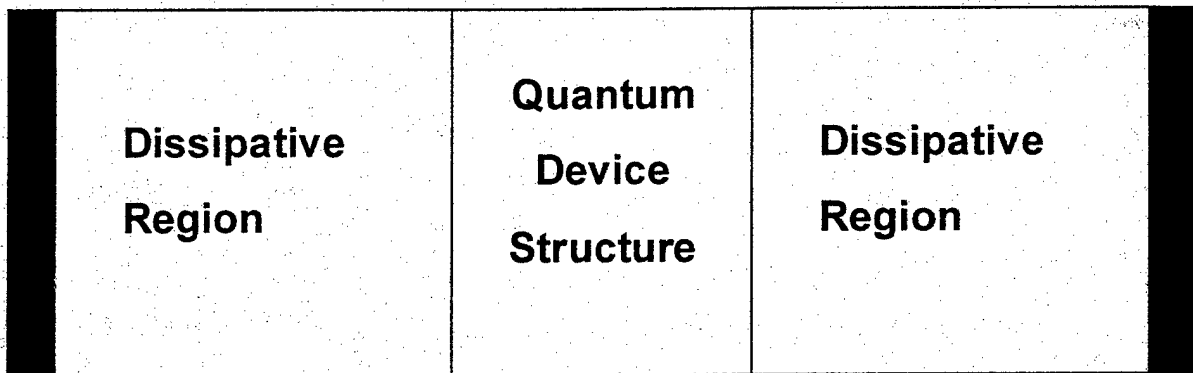 Dissipative
Region
Quantum
Device
Structure
Dissipative
Region